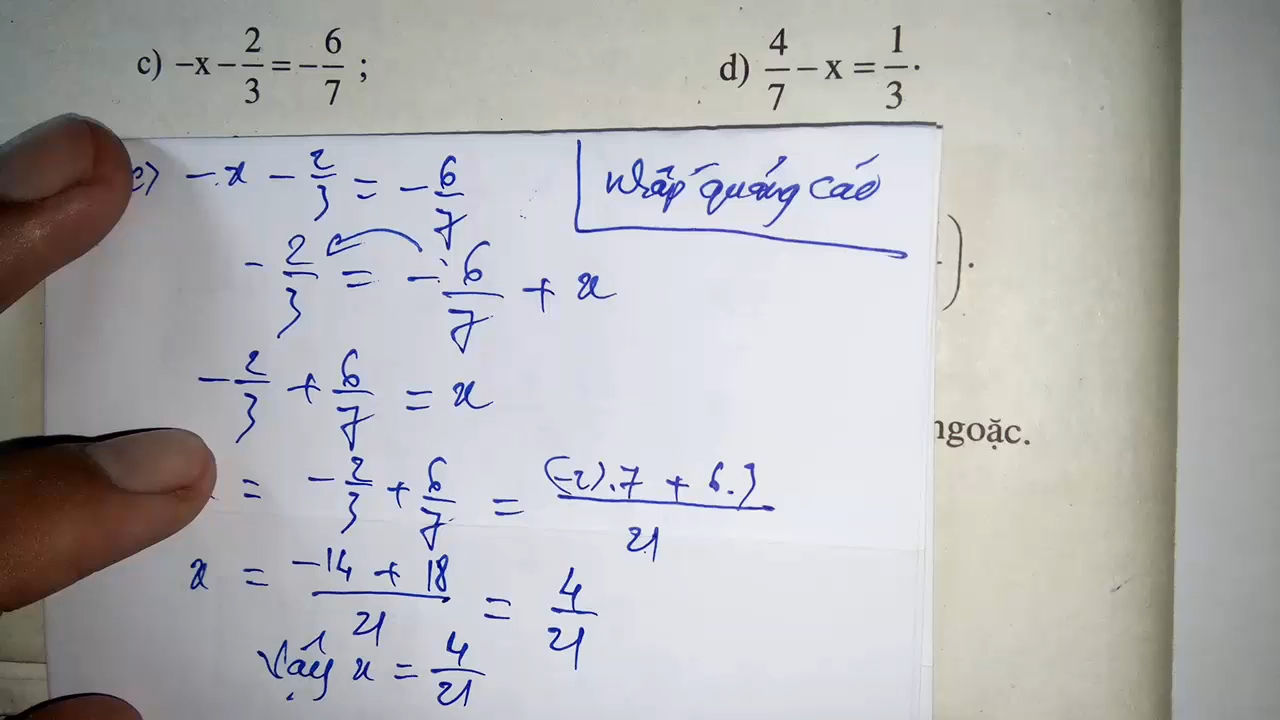 c) –x – 2/3 = – 6/7 ;
d) 4/7 – x = 1/3 .
c) – x – 2/3 = – 6/7
Nhấp quảng cáo
– 2/3 = – 6/7 + x
) .
– 2/3 + 6/7 = x
ngoặc.
= – 2/3 + 6/7 = (–2).7 + 6.3 / 21
x = –14 + 18 / 21 = 4/21
Vậy x = 4/21